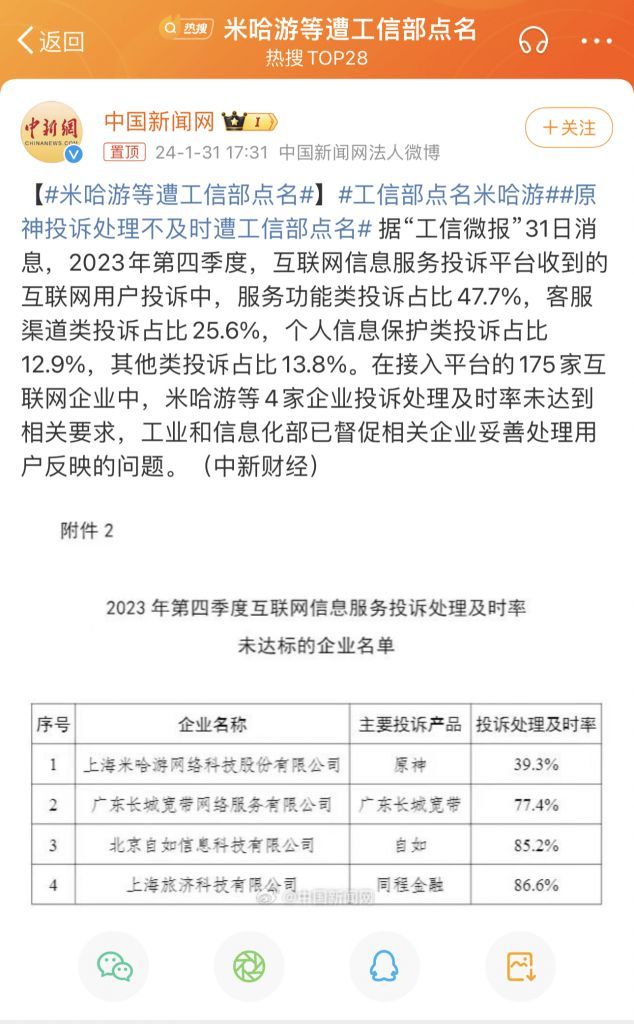 返回
热搜
米哈游等遭工信部点名
热搜 TOP28
中新網
CHINANEWS.COM
中国新闻网
I
+关注
置顶 24-1-31 17:31 中国新闻网法人微博
【#米哈游等遭工信部点名#】#工信部点名米哈游##原
神投诉处理不及时遭工信部点名# 据“工信微报”31日消
息，2023年第四季度，互联网信息服务投诉平台收到的
互联网用户投诉中，服务功能类投诉占比47.7%，客服
渠道类投诉占比25.6%，个人信息保护类投诉占比
12.9%，其他类投诉占比13.8%。在接入平台的175家互
联网企业中，米哈游等4家企业投诉处理及时率未达到
相关要求，工业和信息化部已督促相关企业妥善处理用
户反映的问题。（中新财经）
附件 2
2023 年第四季度互联网信息服务投诉处理及时率
未达标的企业名单
序号 企业名称 主要投诉产品 投诉处理及时率
1 上海米哈游网络科技股份有限公司 原神 39.3%
2 广东长城宽带网络服务有限公司 广东长城宽带 77.4%
3 北京自如信息科技有限公司 自如 85.2%
4 上海旅济科技有限公司 同程金融 86.6%
@中国新闻网